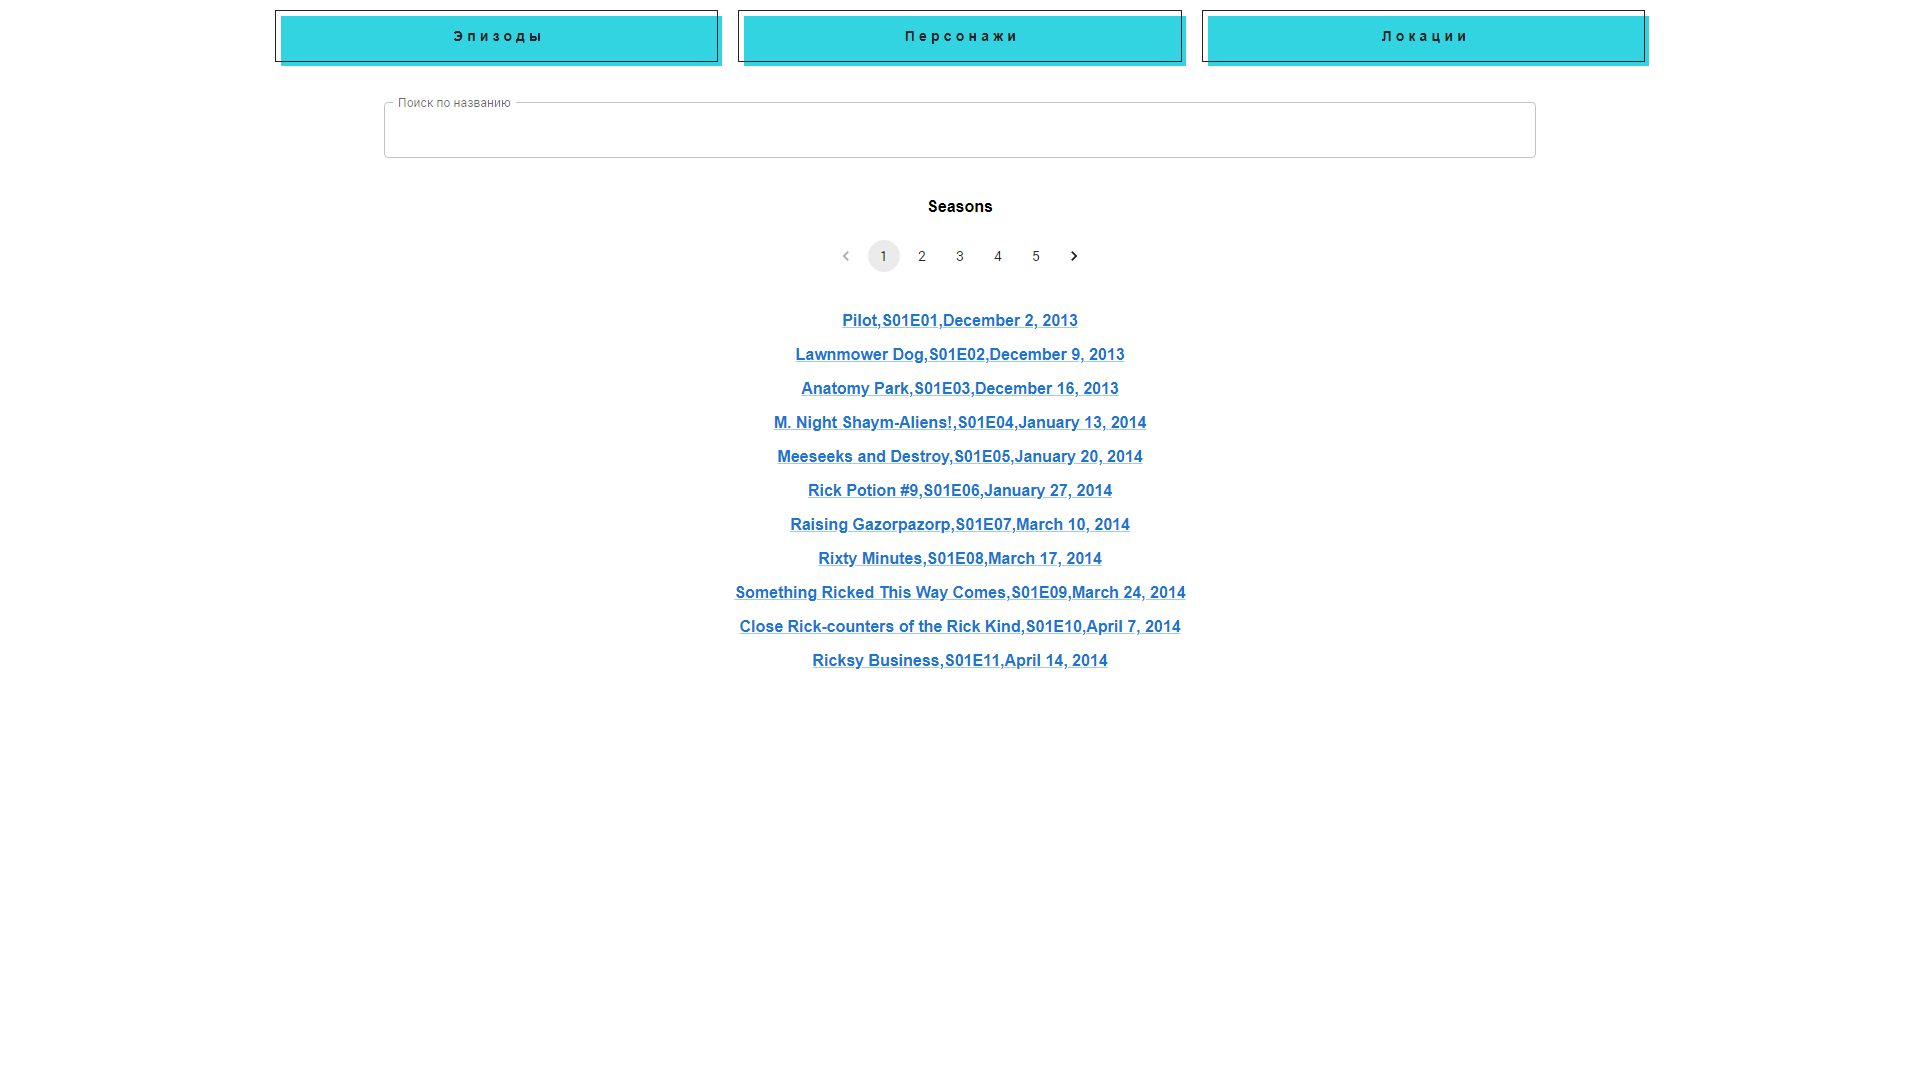 Эпизоды Персонажи Локации
Поиск по названию
Seasons
1 2 3 4 5
Pilot,S01E01,December 2, 2013
Lawnmower Dog,S01E02,December 9, 2013
Anatomy Park,S01E03,December 16, 2013
M. Night Shaym-Aliens!,S01E04,January 13, 2014
Meeseeks and Destroy,S01E05,January 20, 2014
Rick Potion #9,S01E06,January 27, 2014
Raising Gazorpazorp,S01E07,March 10, 2014
Rixty Minutes,S01E08,March 17, 2014
Something Ricked This Way Comes,S01E09,March 24, 2014
Close Rick-counters of the Rick Kind,S01E10,April 7, 2014
Ricksy Business,S01E11,April 14, 2014